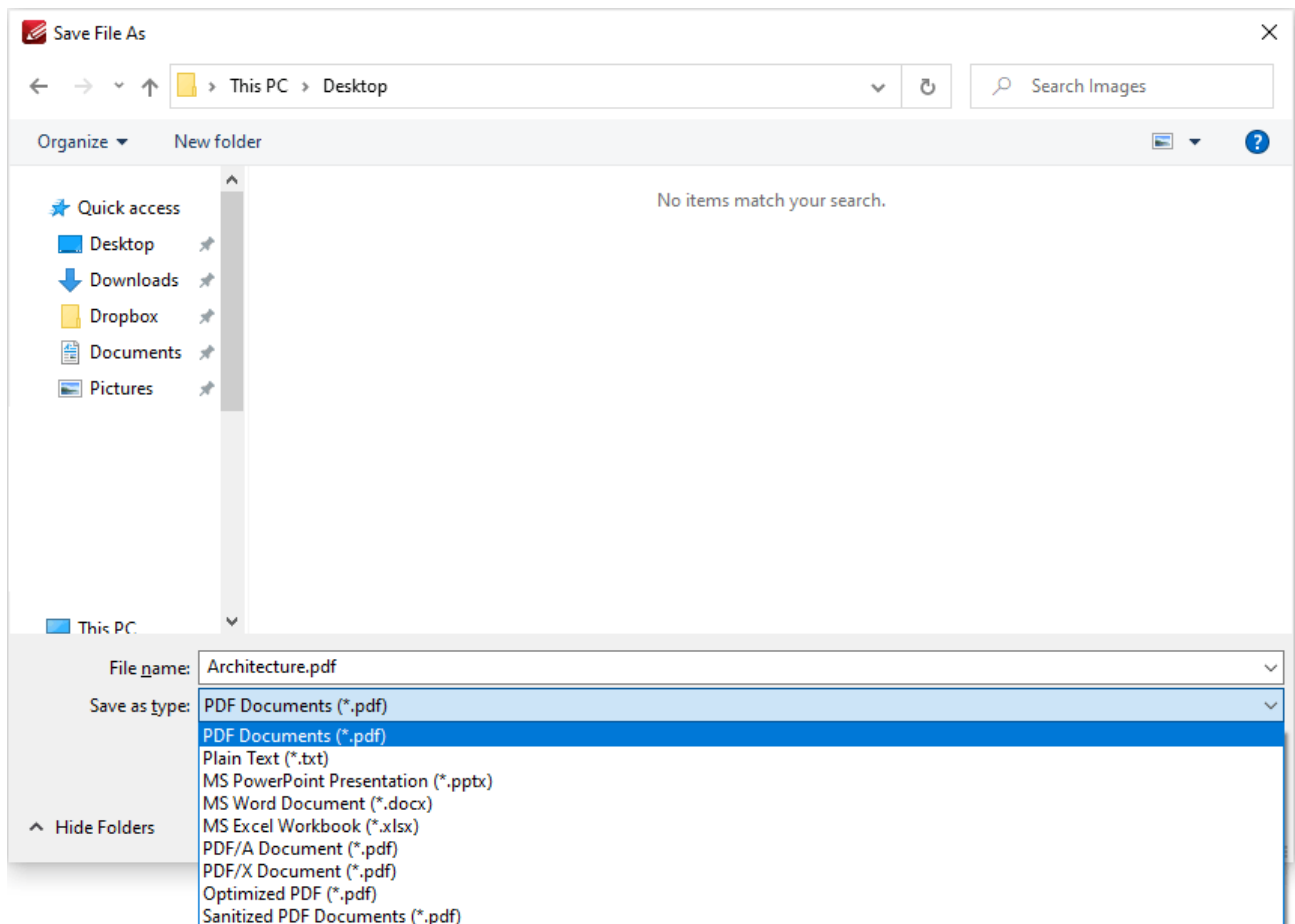 Save File As
This PC > Desktop
Search Images
Organize
New folder
?
No items match your search.
Quick access
Desktop
Downloads
Dropbox
Documents
Pictures
This PC
File name: Architecture.pdf
Save as type: PDF Documents (*.pdf)
PDF Documents (*.pdf)
Plain Text (*.txt)
MS PowerPoint Presentation (*.pptx)
MS Word Document (*.docx)
MS Excel Workbook (*.xlsx)
Hide Folders
PDF/A Document (*.pdf)
PDF/X Document (*.pdf)
Optimized PDF (*.pdf)
Sanitized PDF Documents (*.pdf)